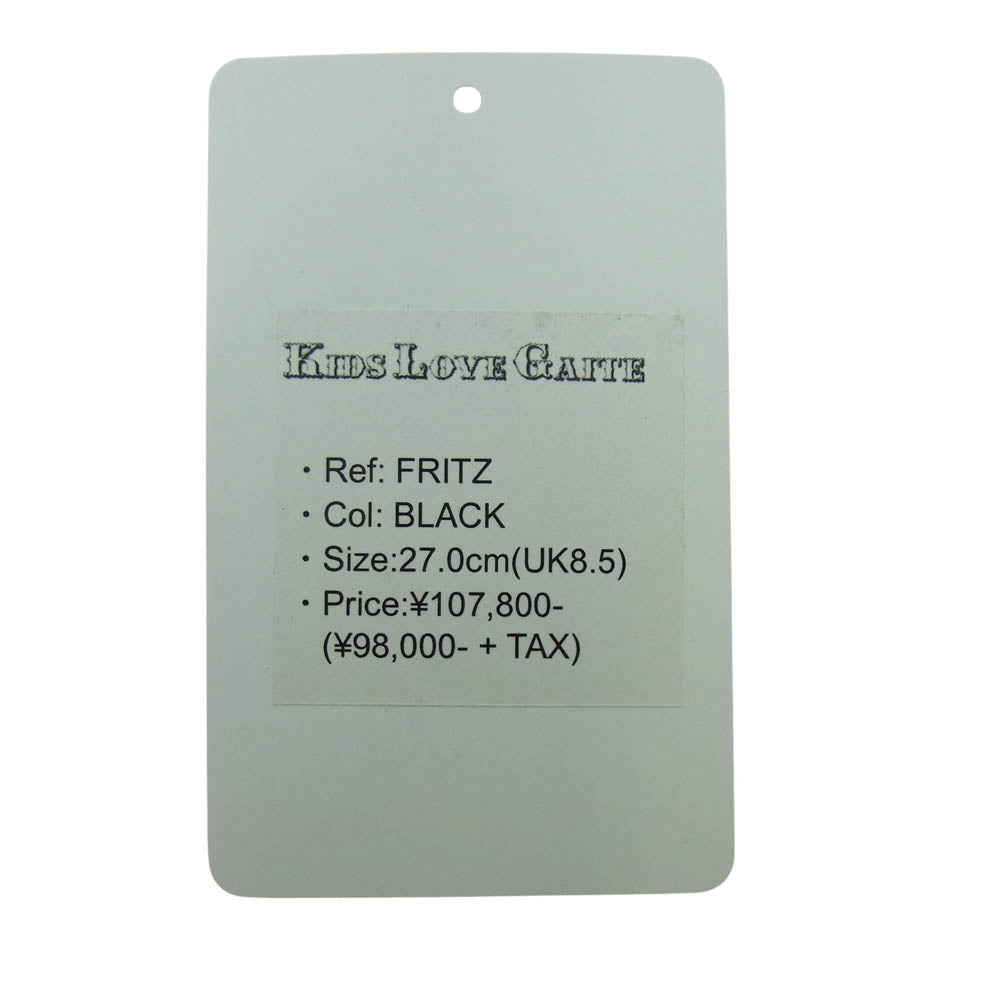 KIDS LOVE GAITE
・Ref: FRITZ
・Col: BLACK
・Size:27.0cm(UK8.5)
・Price:¥107,800-
(¥98,000- + TAX)